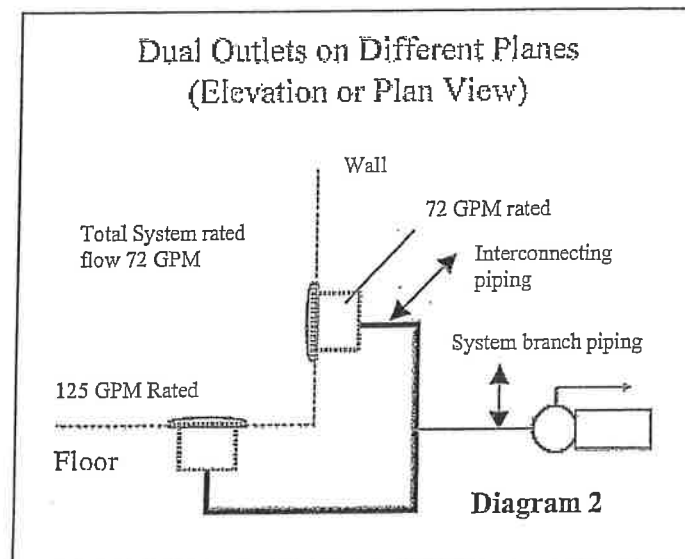 Dual Outlets on Different Planes
(Elevation or Plan View)
Wall
72 GPM rated
Total System rated
flow 72 GPM
Interconnecting
piping
System branch piping
125 GPM Rated
Floor
Diagram 2